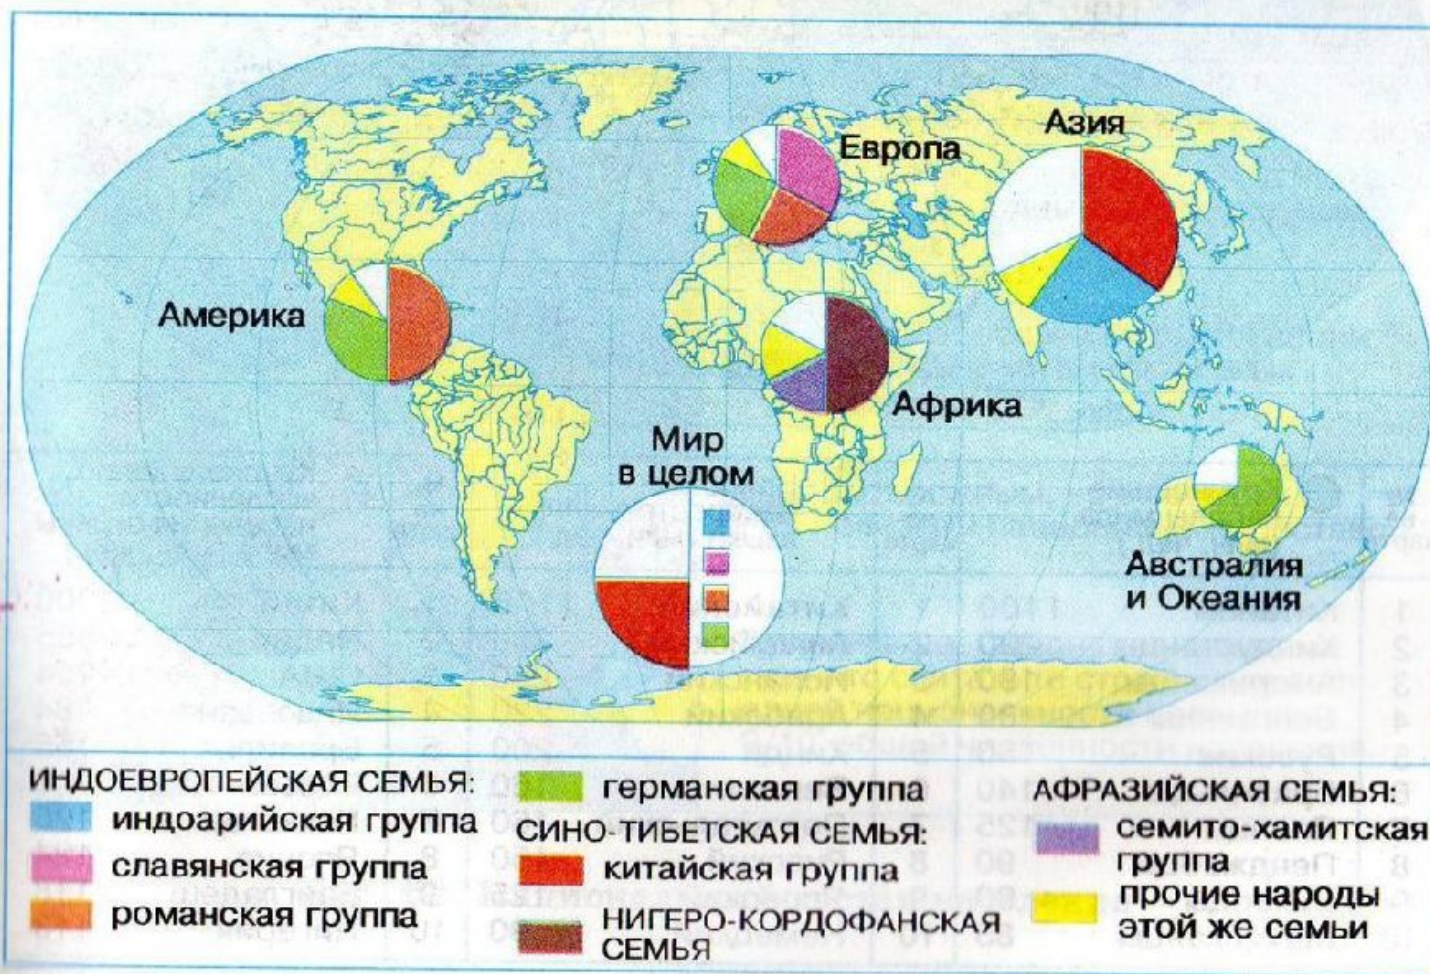 Азия
Европа
Америка
Африка
Мир
в целом
Австралия
и Океания
ИНДОЕВРОПЕЙСКАЯ СЕМЬЯ:
индоарийская группа
славянская группа
романская группа
германская группа
СИНО-ТИБЕТСКАЯ СЕМЬЯ:
китайская группа
НИГЕРО-КОРДОФАНСКАЯ
СЕМЬЯ
АФРАЗИЙСКАЯ СЕМЬЯ:
семито-хамитская
группа
прочие народы
этой же семьи